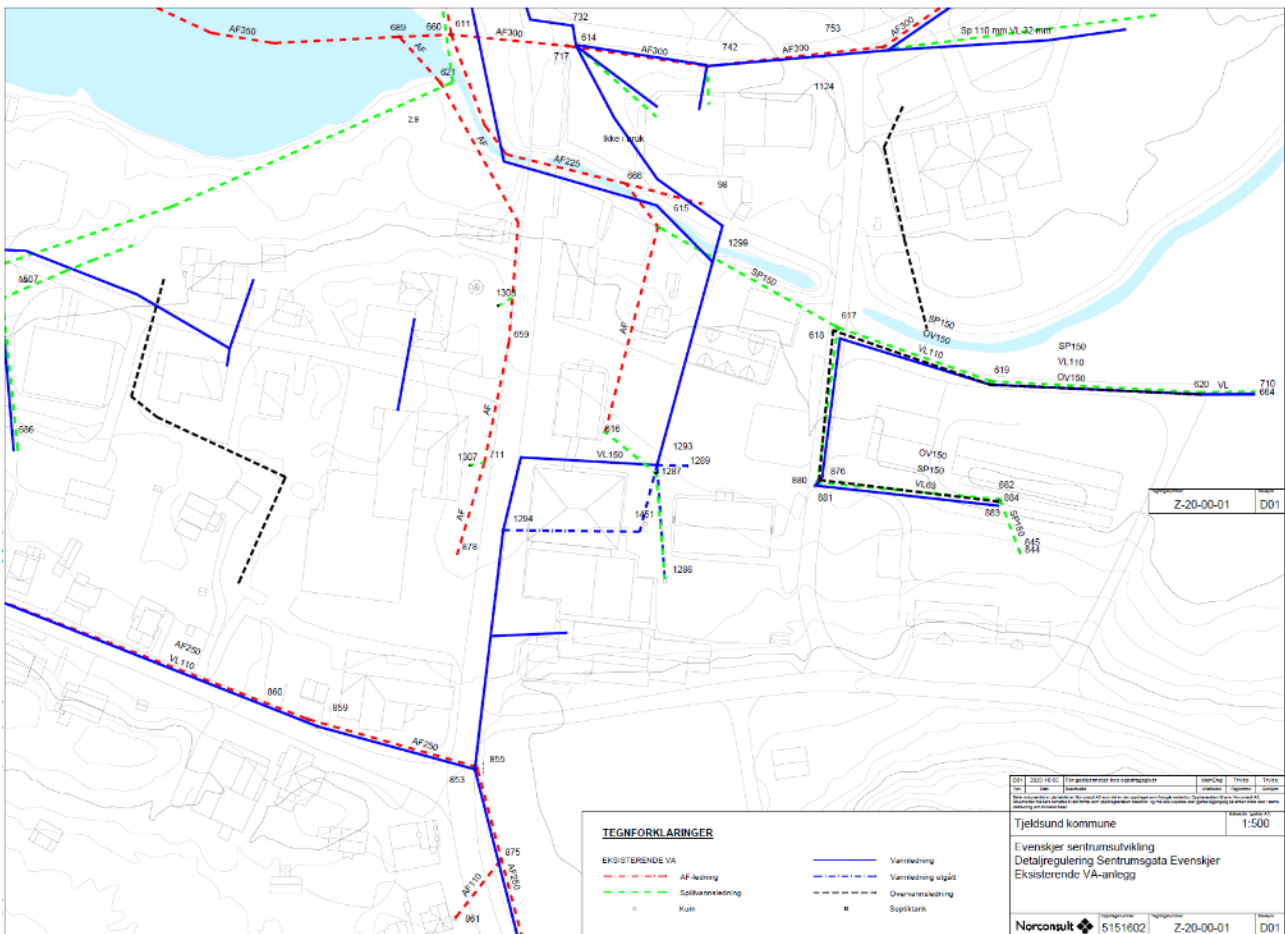 689
660
611
732
753
AF300
AF350
AF300
614
AF300
742
AF300
Sp 110 mm VL 32 mm
AF
717
621
1124
2.9
Ikke i bruk
AF
AF225
666
98
615
1299
SP150
1507
1308
617
SP150
618
OV150
VL110
SP150
VL110
OV150
659
AF
619
620
VL
710
664
AF
616
686
1307
711
VL150
1293
1289
1287
OV150
SP150
VL63
876
880
881
682
884
883
SP150
845
844
Z-20-00-01
D01
1294
1451
AF
878
1288
AF250
VL110
860
859
AF250
855
853
875
AF250
AF110
861
TEGNFORKLARINGER
EKSISTERENDE VA
AF-ledning
Spillvannsledning
Kum
Vannledning
Vannledning utgått
Overvannsledning
Septiktank
Tjeldsund kommune
1:500
Evenskjer sentrumsutvikling
Detaljregulering Sentrumsgata Evenskjer
Eksisterende VA-anlegg
Norconsult
5151602
Z-20-00-01
D01